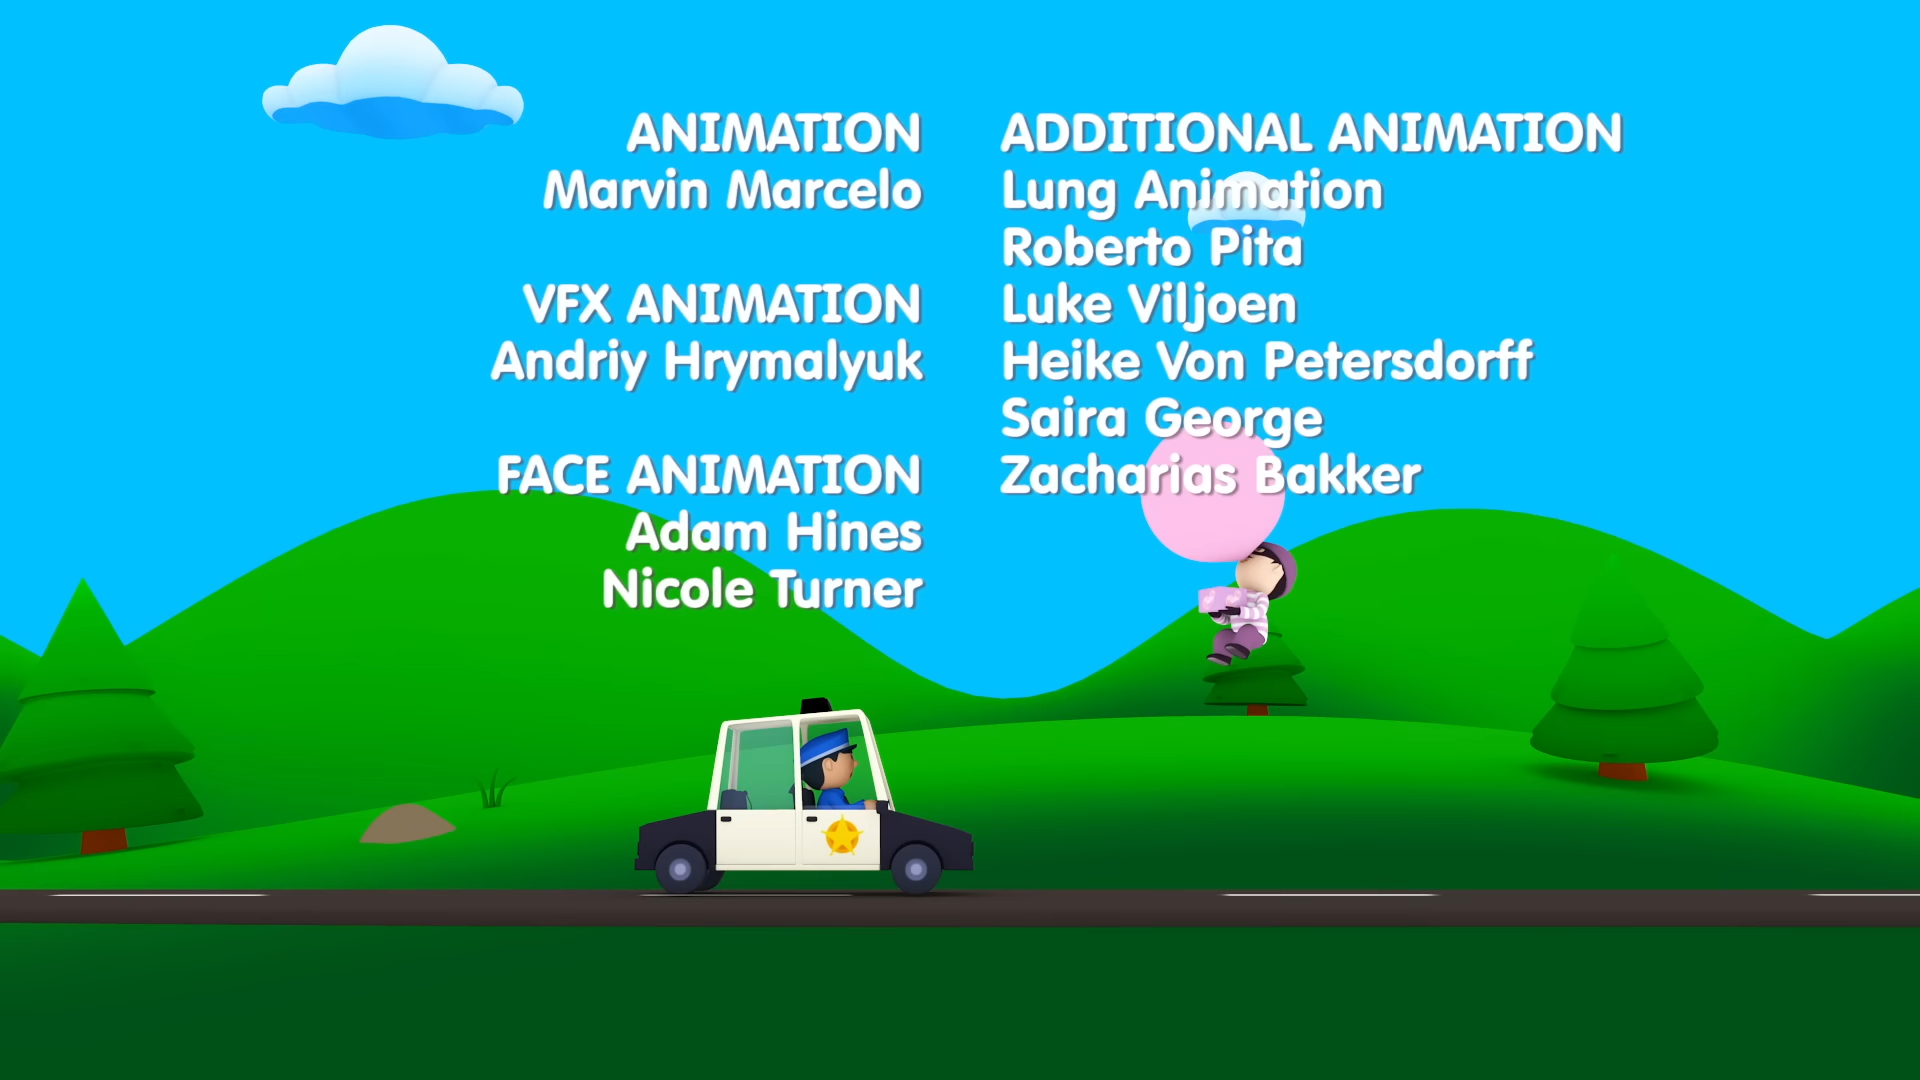 ANIMATION
Marvin Marcelo
VFX ANIMATION
Andriy Hrymalyuk
FACE ANIMATION
Adam Hines
Nicole Turner
ADDITIONAL ANIMATION
Lung Animation
Roberto Pita
Luke Viljoen
Heike Von Petersdorff
Saira George
Zacharias Bakker